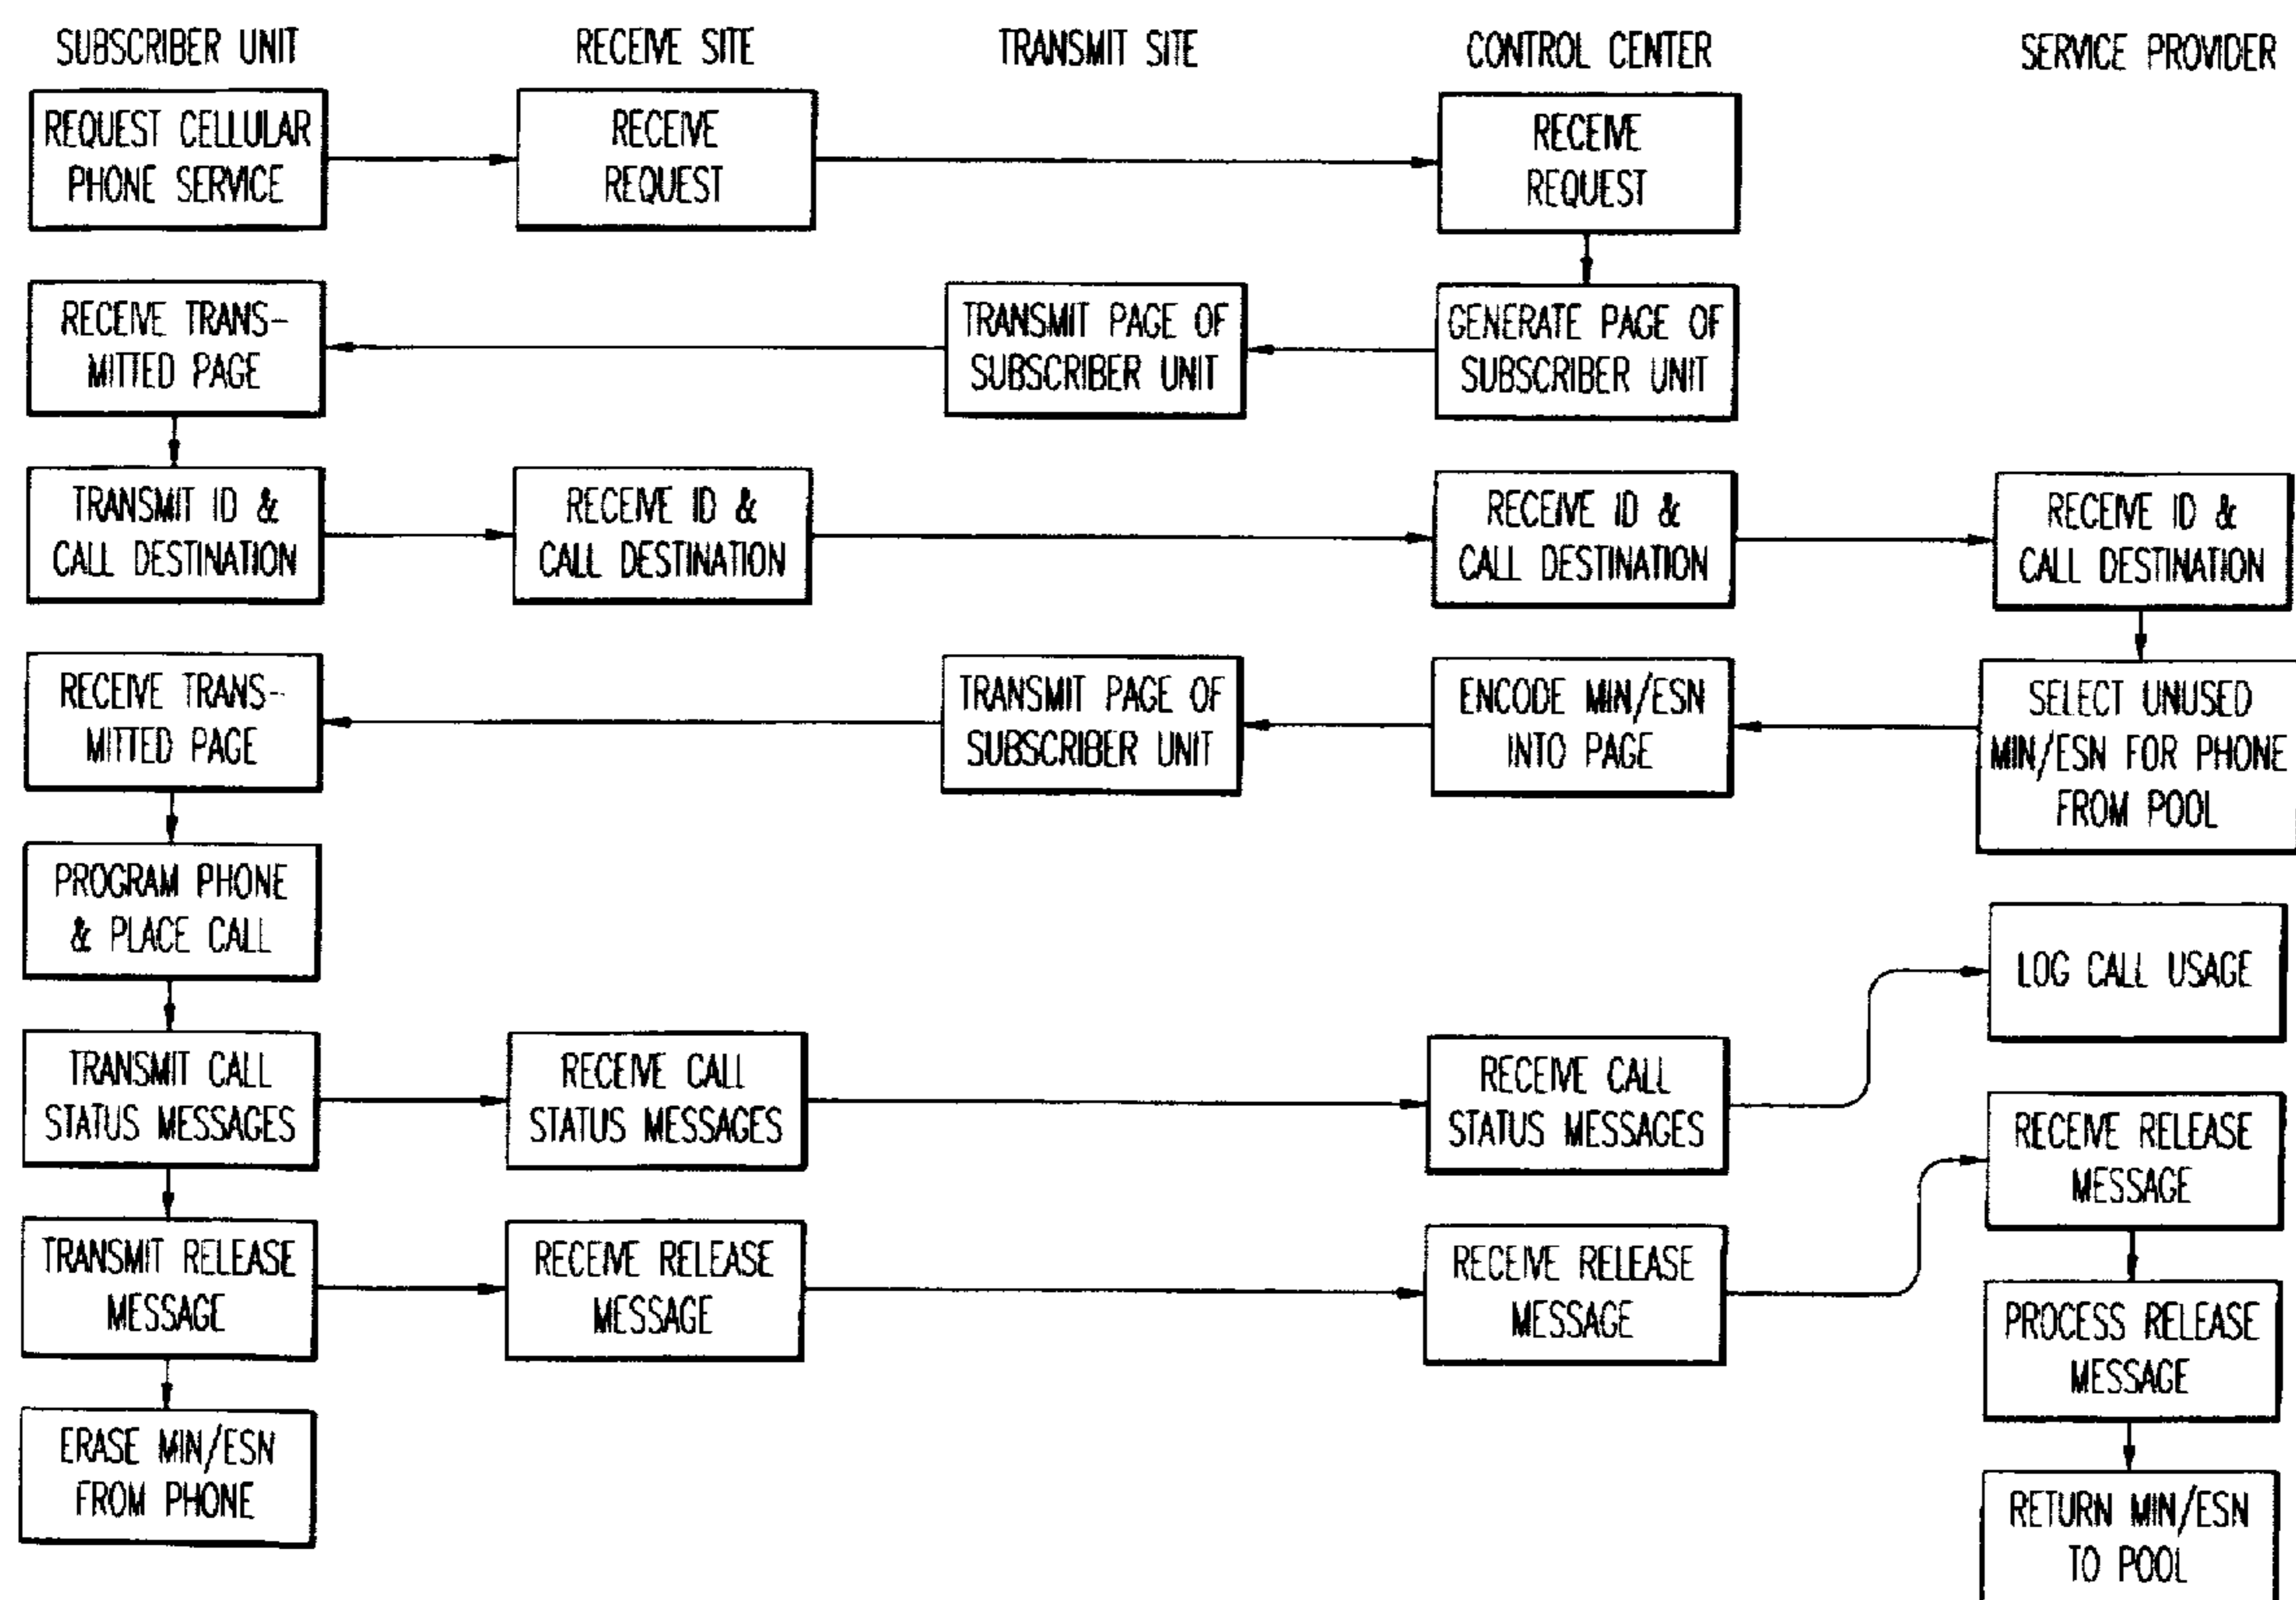 SUBSCRIBER UNIT
RECEIVE SITE
TRANSMIT SITE
CONTROL CENTER
SERVICE PROVIDER
REQUEST CELLULAR
PHONE SERVICE
RECEIVE
REQUEST
RECEIVE
REQUEST
RECEIVE TRANS-
MITTED PAGE
TRANSMIT PAGE OF
SUBSCRIBER UNIT
GENERATE PAGE OF
SUBSCRIBER UNIT
TRANSMIT ID &
CALL DESTINATION
RECEIVE ID &
CALL DESTINATION
RECEIVE ID &
CALL DESTINATION
RECEIVE ID &
CALL DESTINATION
RECEIVE TRANS-
MITTED PAGE
TRANSMIT PAGE OF
SUBSCRIBER UNIT
ENCODE MIN/ESN
INTO PAGE
SELECT UNUSED
MIN/ESN FOR PHONE
FROM POOL
PROGRAM PHONE
& PLACE CALL
LOG CALL USAGE
TRANSMIT CALL
STATUS MESSAGES
RECEIVE CALL
STATUS MESSAGES
RECEIVE CALL
STATUS MESSAGES
RECEIVE RELEASE
MESSAGE
TRANSMIT RELEASE
MESSAGE
RECEIVE RELEASE
MESSAGE
RECEIVE RELEASE
MESSAGE
PROCESS RELEASE
MESSAGE
ERASE MIN/ESN
FROM PHONE
RETURN MIN/ESN
TO POOL